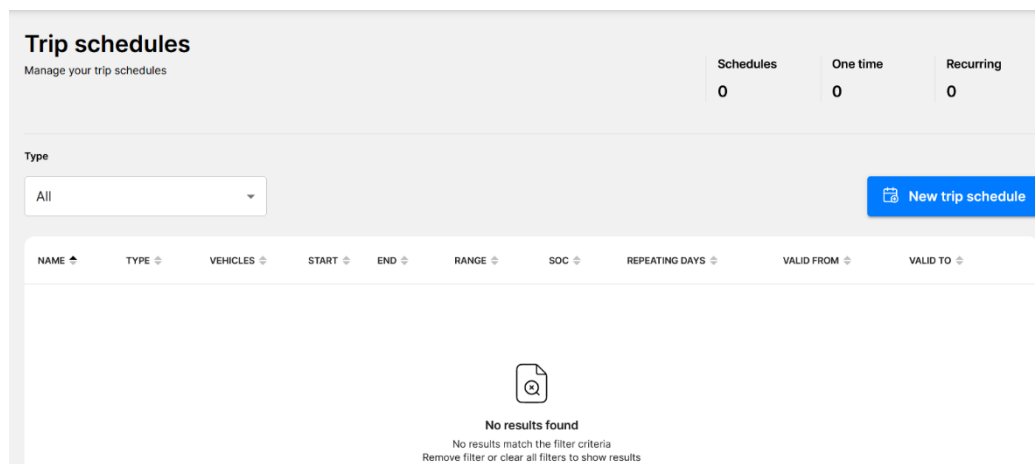 Trip schedules
Manage your trip schedules
Schedules One time Recurring
0 0 0
Type
All
New trip schedule
NAME TYPE VEHICLES START END RANGE SOC REPEATING DAYS VALID FROM VALID TO
No results found
No results match the filter criteria
Remove filter or clear all filters to show results